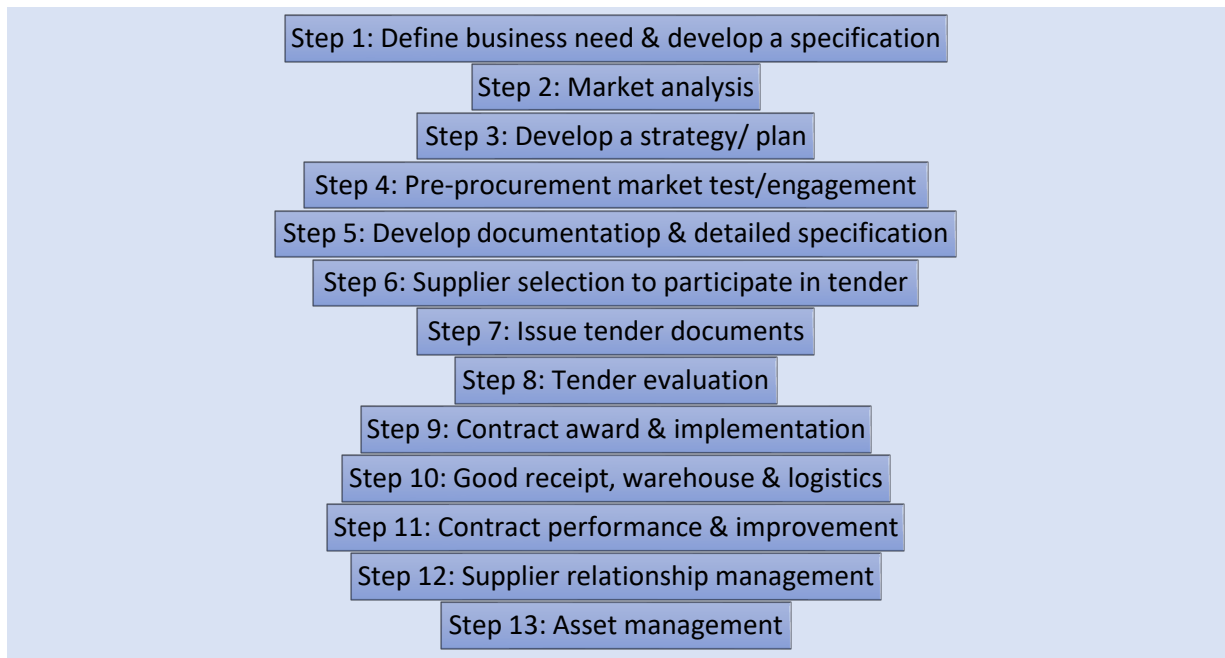 Step 1: Define business need & develop a specification
Step 2: Market analysis
Step 3: Develop a strategy/ plan
Step 4: Pre-procurement market test/engagement
Step 5: Develop documentatiop & detailed specification
Step 6: Supplier selection to participate in tender
Step 7: Issue tender documents
Step 8: Tender evaluation
Step 9: Contract award & implementation
Step 10: Good receipt, warehouse & logistics
Step 11: Contract performance & improvement
Step 12: Supplier relationship management
Step 13: Asset management